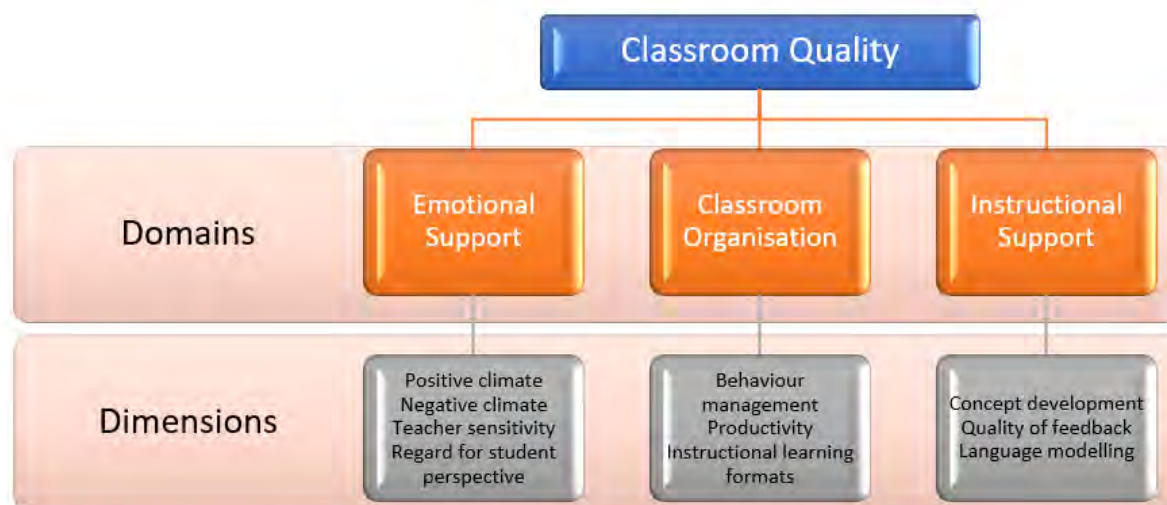 Classroom Quality
Domains
Emotional
Support
Classroom
Organisation
Instructional
Support
Dimensions
Positive climate
Negative climate
Teacher sensitivity
Regard for student
perspective
Behaviour
management
Productivity
Instructional learning
formats
Concept development
Quality of feedback
Language modelling